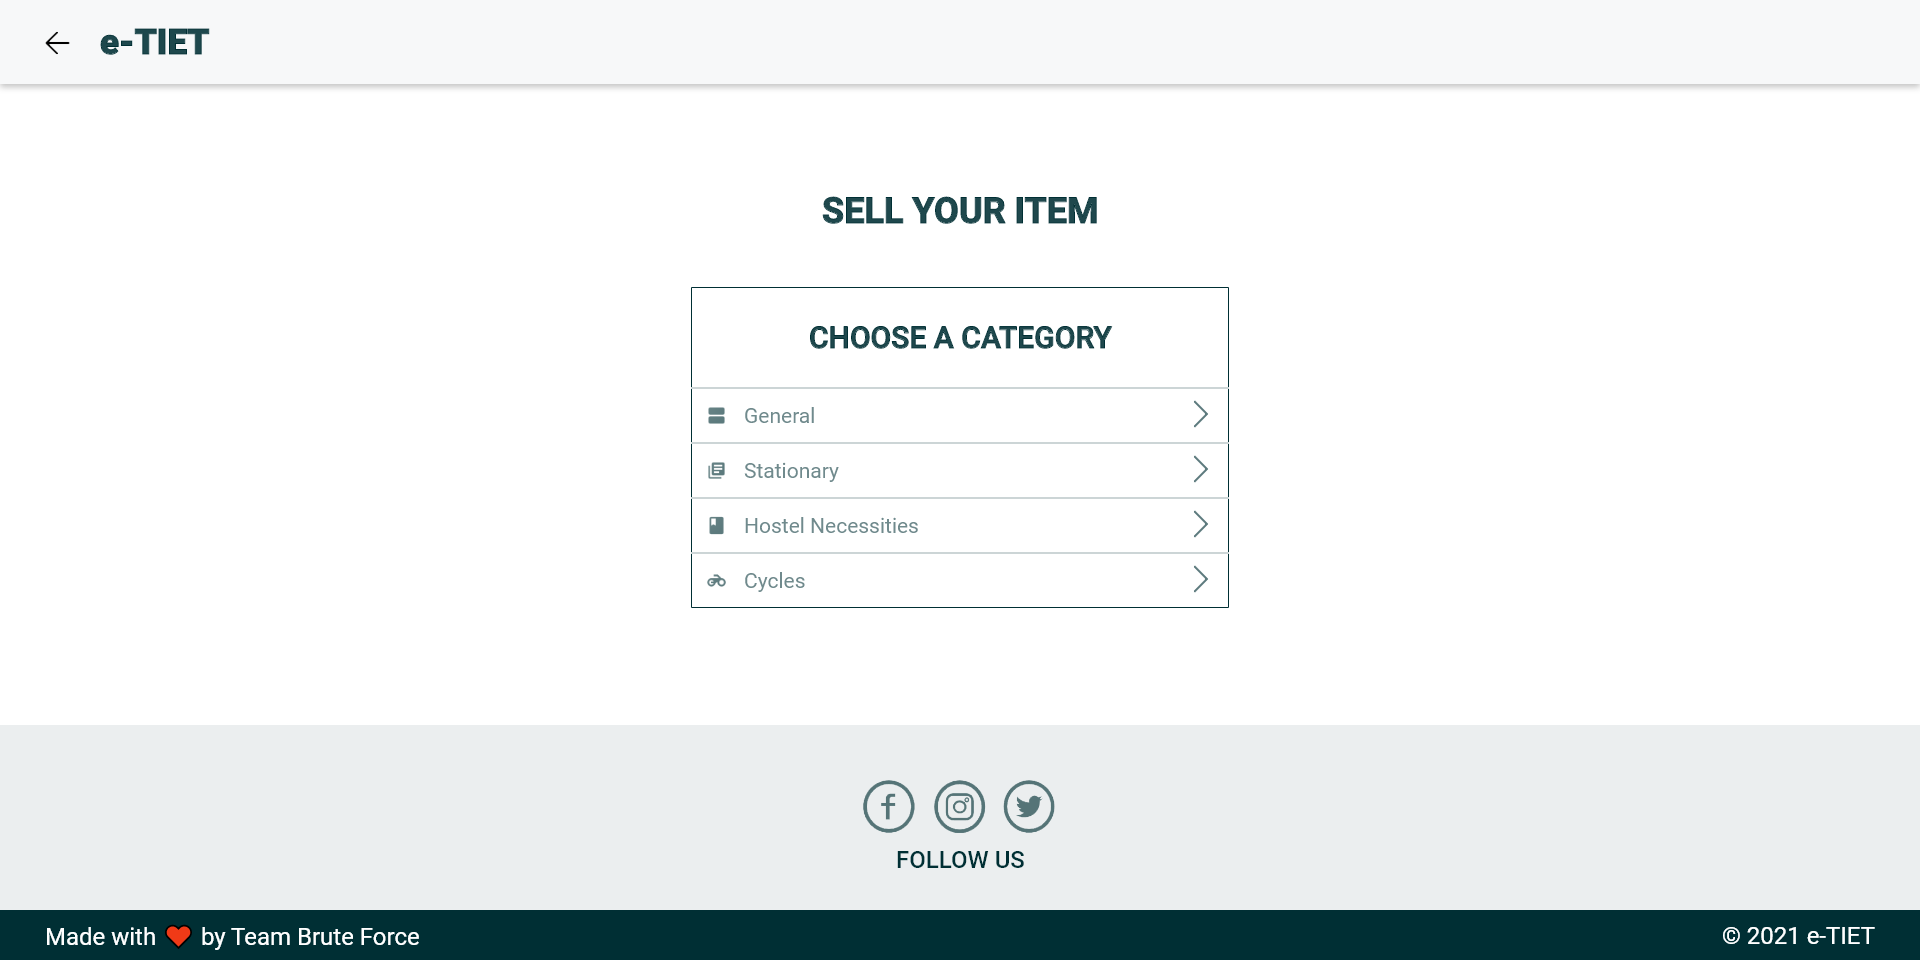 e-TIET
SELL YOUR ITEM
CHOOSE A CATEGORY
General
Stationary
Hostel Necessities
Cycles
FOLLOW US
Made with ❤ by Team Brute Force
© 2021 e-TIET